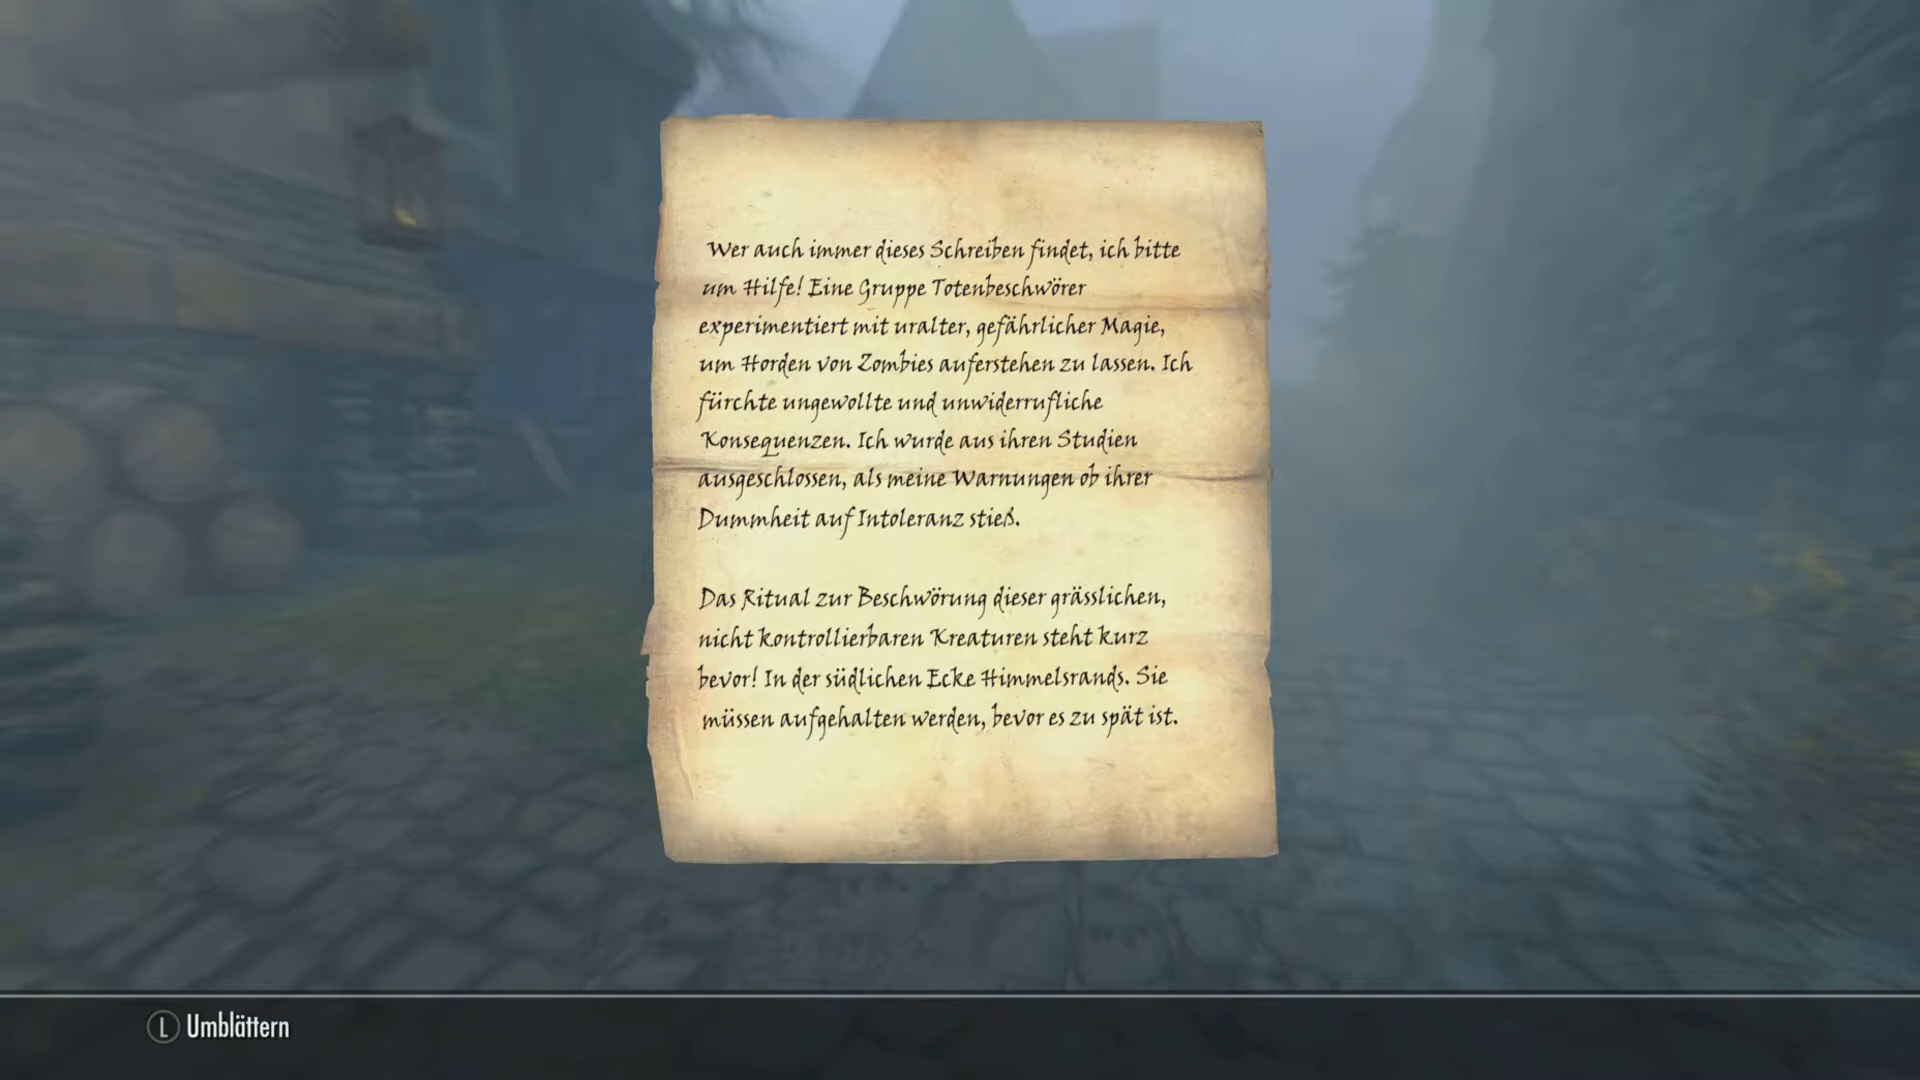 Wer auch immer dieses Schreiben findet, ich bitte
um Hilfe! Eine Gruppe Totenbeschwörer
experimentiert mit uralter, gefährlicher Magie,
um Horden von Zombies auferstehen zu lassen. Ich
fürchte ungewollte und unwiderrufliche
Konsequenzen. Ich wurde aus ihren Studien
ausgeschlossen, als meine Warnungen ob ihrer
Dummheit auf Intoleranz stieß.
Das Ritual zur Beschwörung dieser grässlichen,
nicht kontrollierbaren Kreaturen steht kurz
bevor! In der südlichen Ecke Himmelsrands. Sie
müssen aufgehalten werden, bevor es zu spät ist.
L Umblättern